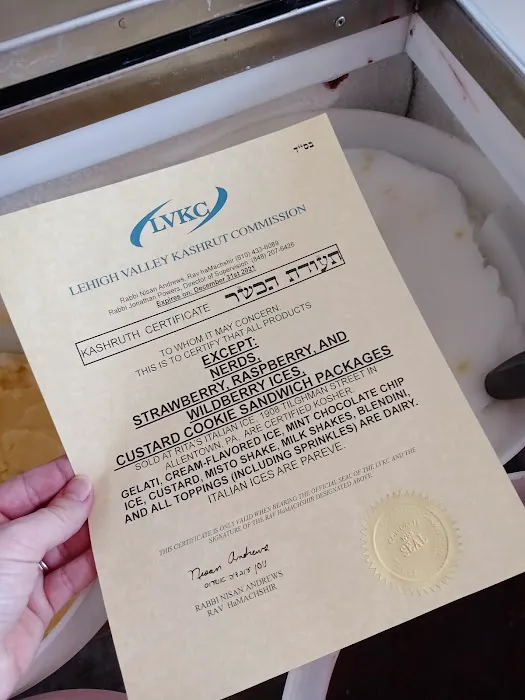 בס"ד
LVKC
LEHIGH VALLEY KASHRUT COMMISSION
Rabbi Nisan Andrews, Rav haMachshir (610) 433-6089
Rabbi Jonathan Powers, Director of Supervision (848) 207-6426
Expires on: December 31st 2021
KASHRUTH CERTIFICATE תעודת הכשר
TO WHOM IT MAY CONCERN:
THIS IS TO CERTIFY THAT ALL PRODUCTS
EXCEPT:
NERDS,
STRAWBERRY, RASPBERRY, AND
WILDBERRY ICES,
CUSTARD COOKIE SANDWICH PACKAGES
SOLD AT RITA'S ITALIAN ICE, 1908 TILGHMAN STREET IN
ALLENTOWN, PA, ARE CERTIFIED KOSHER.
GELATI, CREAM-FLAVORED ICE, MINT CHOCOLATE CHIP
ICE, CUSTARD, MISTO SHAKE, MILK SHAKES, BLENDINI,
AND ALL TOPPINGS (INCLUDING SPRINKLES) ARE DAIRY.
ITALIAN ICES ARE PAREVE.
THIS CERTIFICATE IS ONLY VALID WHEN BEARING THE OFFICIAL SEAL OF THE LVKC AND THE
SIGNATURE OF THE RAV HaMACHSHIR DESIGNATED ABOVE.
Nisan Andrews
RABBI NISAN ANDREWS
RAV HaMACHSHIR
SEAL